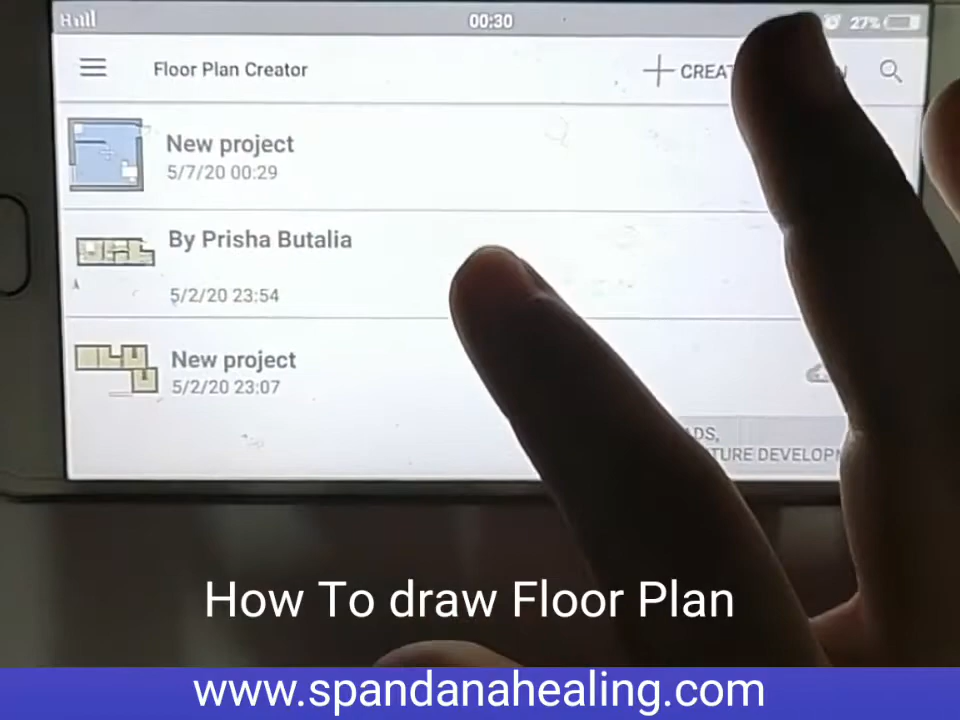 00:30
27%
Floor Plan Creator
New project
5/7/20 00:29
By Prisha Butalia
5/2/20 23:54
New project
5/2/20 23:07
How To draw Floor Plan
www.spandanahealing.com